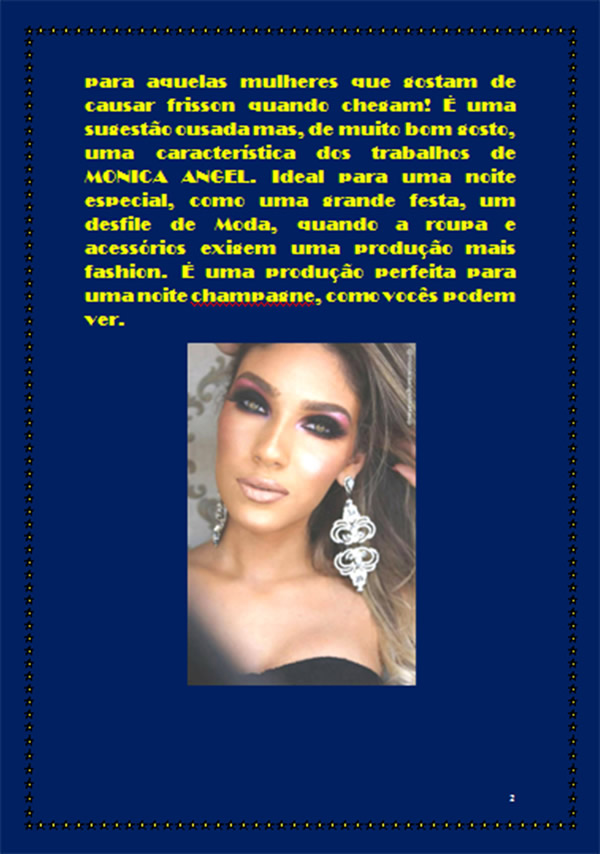 para aquelas mulheres que gostam de
causar frisson quando chegam! É uma
sugestão ousada mas, de muito bom gosto,
uma característica dos trabalhos de
MONICA ANGEL. Ideal para uma noite
especial, como uma grande festa, um
desfile de Moda, quando a roupa e
acessórios exigem uma produção mais
fashion. É uma produção perfeita para
uma noite champagne, como vocês podem
ver.
2